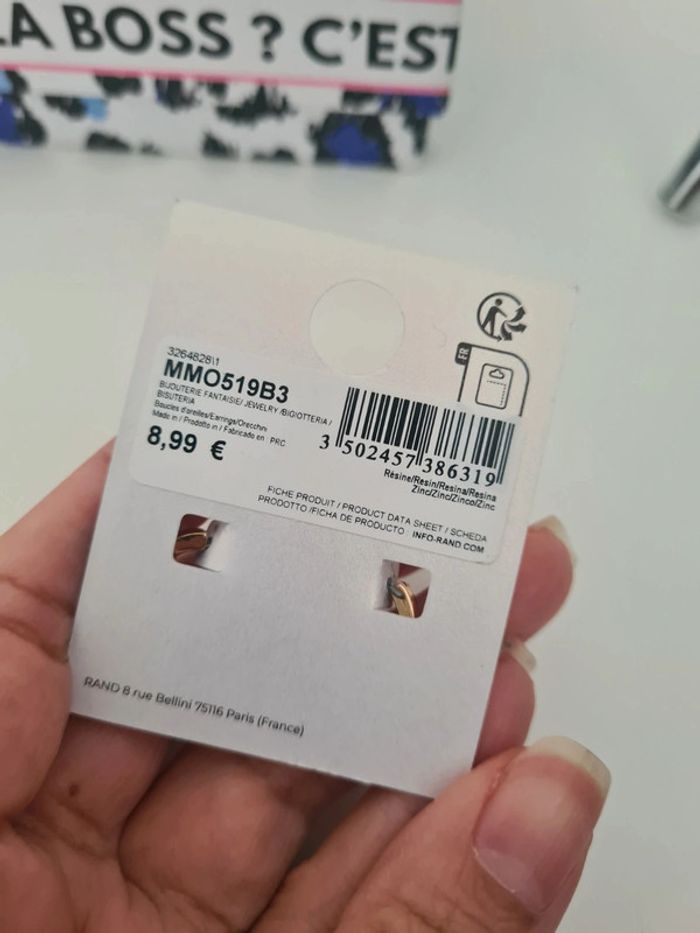 LA BOSS ? C'EST
FR
3264828\1
MMO519B3
BIJOUTERIE FANTAISIE/ JEWELRY /BIGIOTTERIA /
BISUTERIA
Baucles d'oreilles/Earrings/Orecchini
Made in / Prodotto in / Fabricado en : PRC
8,99 €
3 502457 386319
Résine/Resin/Resina/Resina
Zinc/Zinc/Zinco/Zinc
FICHE PRODUIT / PRODUCT DATA SHEET / SCHEDA
PRODOTTO /FICHA DE PRODUCTO : INFO-RAND.COM
RAND 8 rue Bellini 75116 Paris (France)